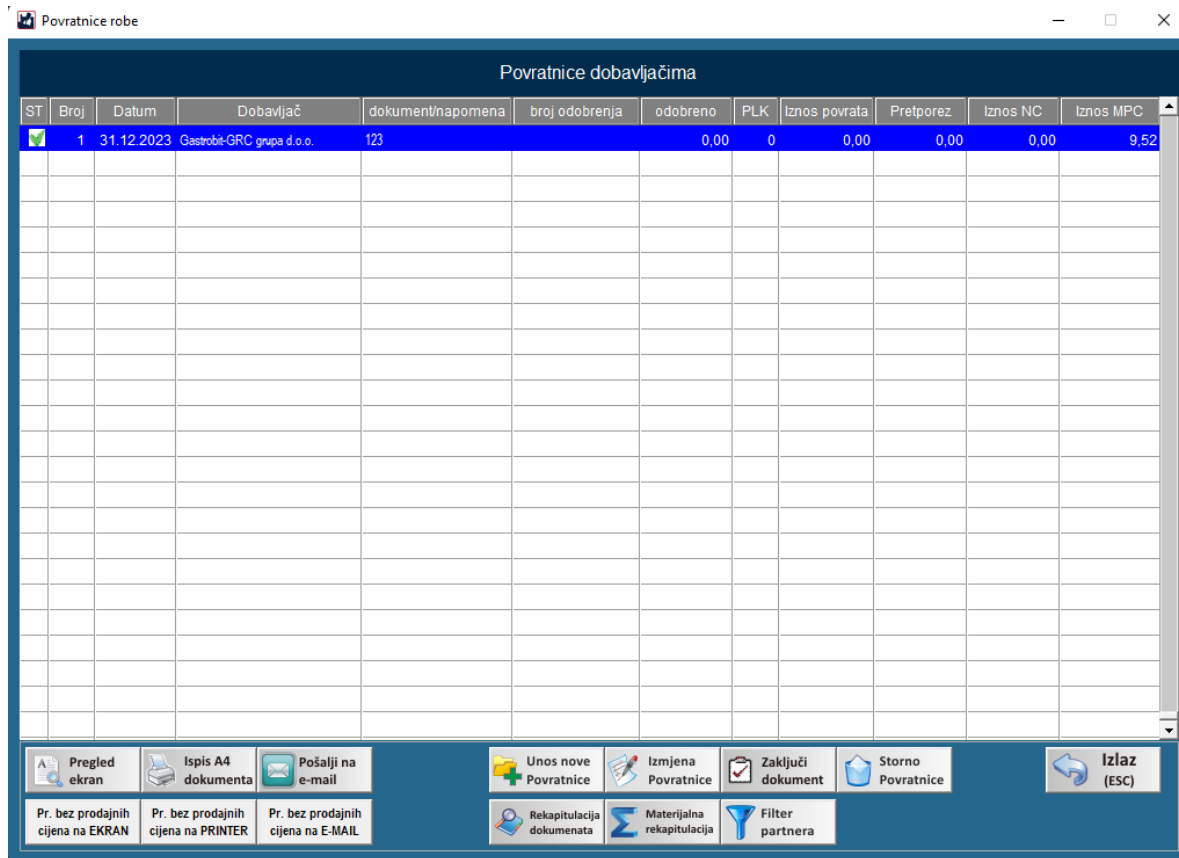 Povratnice robe
Povratnice dobavljačima
ST Broj Datum Dobavljač dokument/napomena broj odobrenja odobreno PLK Iznos povrata Pretporez Iznos NC Iznos MPC
1 31.12.2023 Gastrobit-GRC grupa d.o.o. 123 0,00 0 0,00 0,00 0,00 9,52
Pregled ekran
Ispis A4 dokumenta
Pošalji na e-mail
Unos nove Povratnice
Izmjena Povratnice
Zaključi dokument
Storno Povratnice
Izlaz (ESC)
Pr. bez prodajnih cijena na EKRAN
Pr. bez prodajnih cijena na PRINTER
Pr. bez prodajnih cijena na E-MAIL
Rekapitulacija dokumenata
Materijalna rekapitulacija
Filter partnera